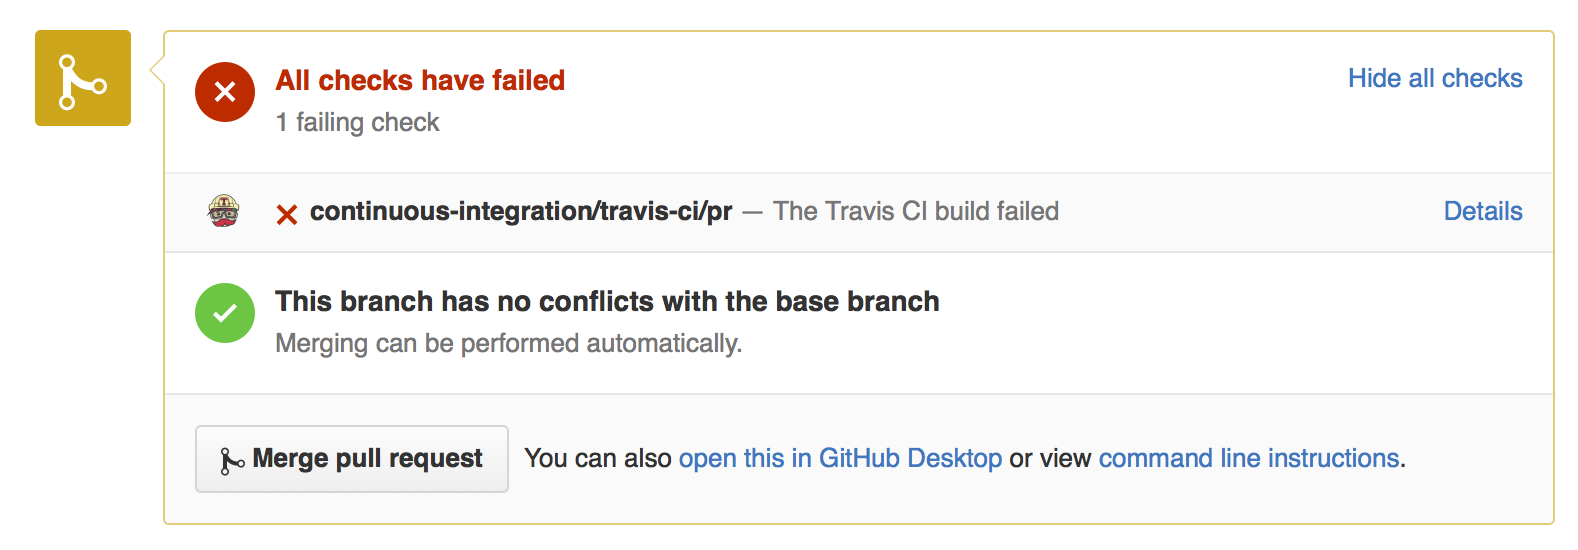 All checks have failed
Hide all checks
1 failing check
continuous-integration/travis-ci/pr — The Travis CI build failed
Details
This branch has no conflicts with the base branch
Merging can be performed automatically.
Merge pull request
You can also open this in GitHub Desktop or view command line instructions.